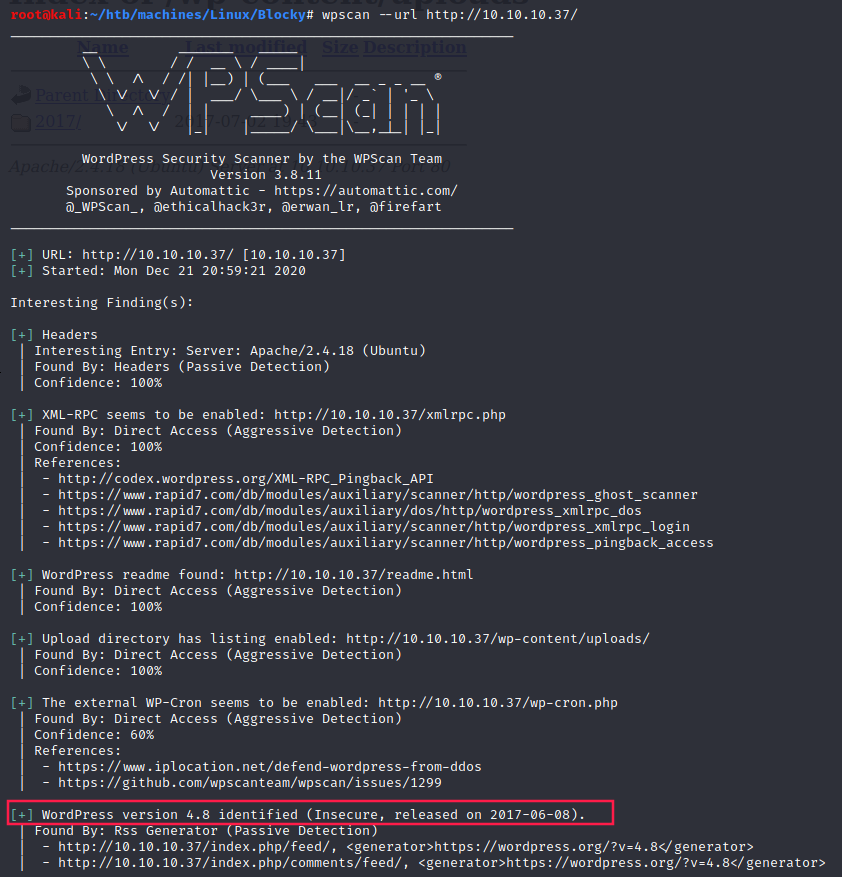 root@kali:~/htb/machines/Linux/Blocky# wpscan --url http://10.10.10.37/
Name Last modified Size Description
Parent Directory
2017/ 2017-07-02
WPScan ®
WordPress Security Scanner by the WPScan Team
Version 3.8.11
Sponsored by Automattic - https://automattic.com/
@_WPScan_, @ethicalhack3r, @erwan_lr, @firefart
[+] URL: http://10.10.10.37/ [10.10.10.37]
[+] Started: Mon Dec 21 20:59:21 2020
Interesting Finding(s):
[+] Headers
| Interesting Entry: Server: Apache/2.4.18 (Ubuntu)
| Found By: Headers (Passive Detection)
| Confidence: 100%
[+] XML-RPC seems to be enabled: http://10.10.10.37/xmlrpc.php
| Found By: Direct Access (Aggressive Detection)
| Confidence: 100%
| References:
|  - http://codex.wordpress.org/XML-RPC_Pingback_API
|  - https://www.rapid7.com/db/modules/auxiliary/scanner/http/wordpress_ghost_scanner
|  - https://www.rapid7.com/db/modules/auxiliary/dos/http/wordpress_xmlrpc_dos
|  - https://www.rapid7.com/db/modules/auxiliary/scanner/http/wordpress_xmlrpc_login
|  - https://www.rapid7.com/db/modules/auxiliary/scanner/http/wordpress_pingback_access
[+] WordPress readme found: http://10.10.10.37/readme.html
| Found By: Direct Access (Aggressive Detection)
| Confidence: 100%
[+] Upload directory has listing enabled: http://10.10.10.37/wp-content/uploads/
| Found By: Direct Access (Aggressive Detection)
| Confidence: 100%
[+] The external WP-Cron seems to be enabled: http://10.10.10.37/wp-cron.php
| Found By: Direct Access (Aggressive Detection)
| Confidence: 60%
| References:
|  - https://www.iplocation.net/defend-wordpress-from-ddos
|  - https://github.com/wpscanteam/wpscan/issues/1299
[+] WordPress version 4.8 identified (Insecure, released on 2017-06-08).
| Found By: Rss Generator (Passive Detection)
|  - http://10.10.10.37/index.php/feed/, <generator>https://wordpress.org/?v=4.8</generator>
|  - http://10.10.10.37/index.php/comments/feed/, <generator>https://wordpress.org/?v=4.8</generator>